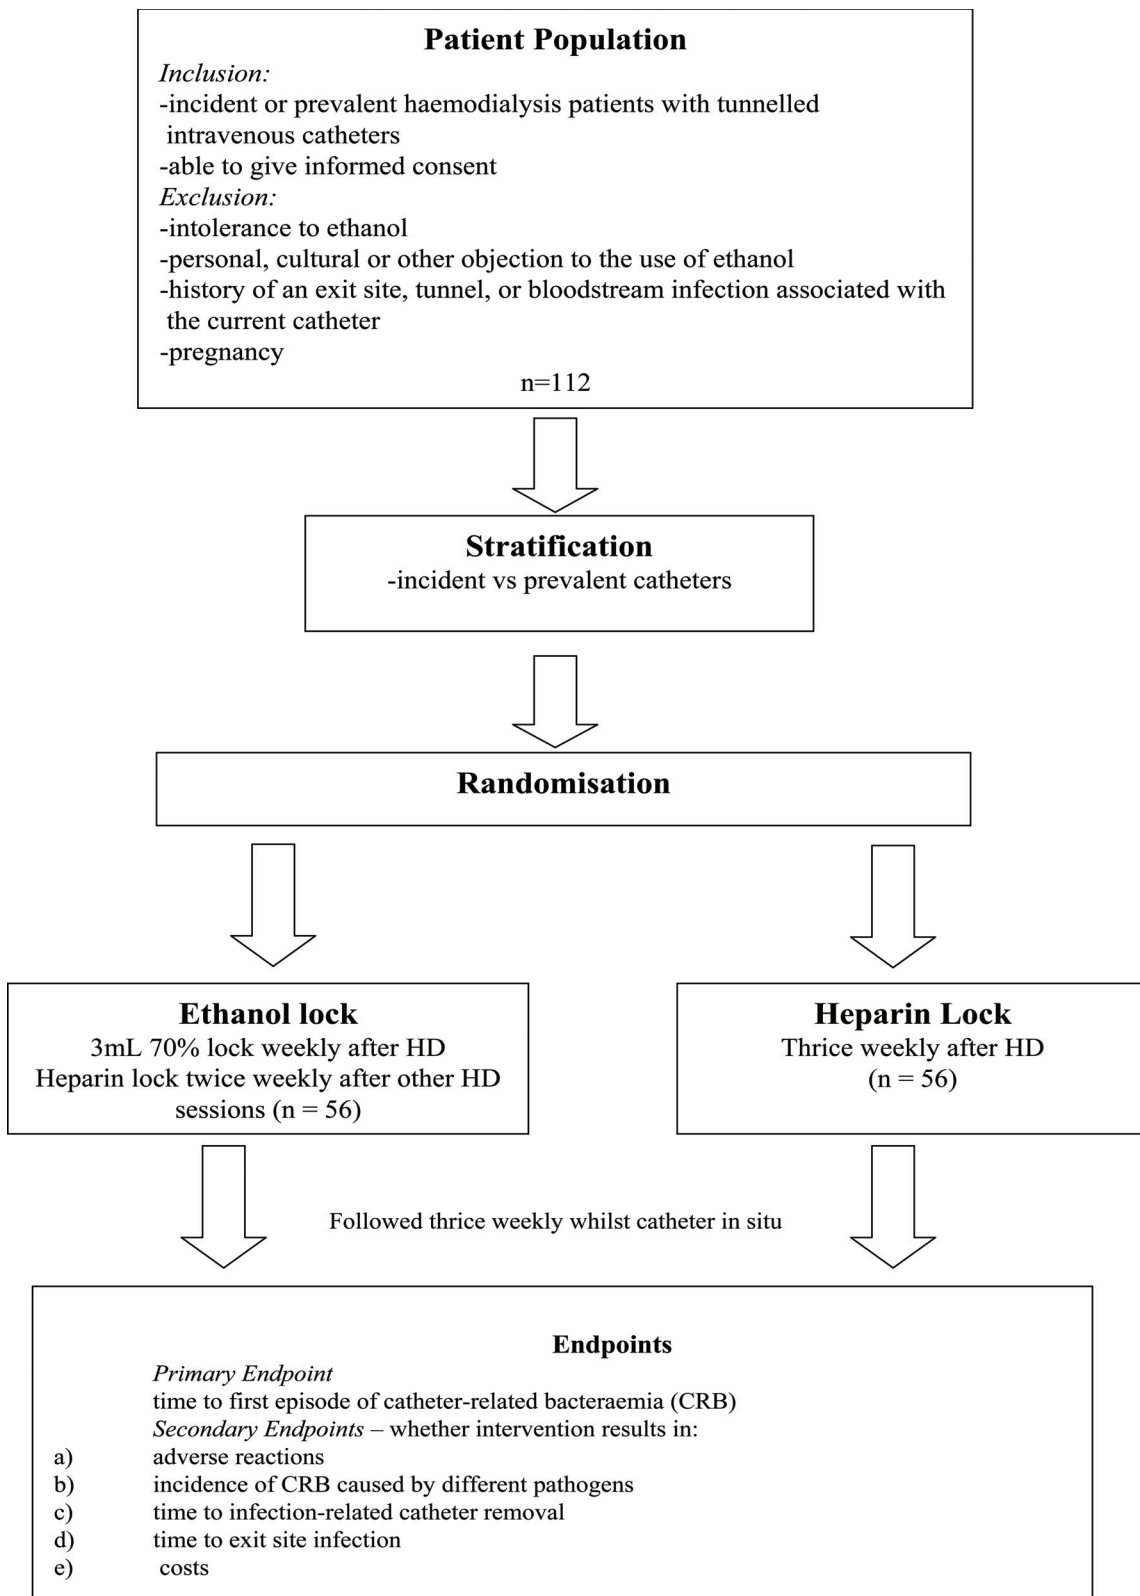 Patient Population
Inclusion:
-incident or prevalent haemodialysis patients with tunnelled
intravenous catheters
-able to give informed consent
Exclusion:
-intolerance to ethanol
-personal, cultural or other objection to the use of ethanol
-history of an exit site, tunnel, or bloodstream infection associated with
the current catheter
-pregnancy
n=112
Stratification
-incident vs prevalent catheters
Randomisation
Ethanol lock
3mL 70% lock weekly after HD
Heparin lock twice weekly after other HD
sessions (n = 56)
Heparin Lock
Thrice weekly after HD
(n = 56)
Followed thrice weekly whilst catheter in situ
Endpoints
Primary Endpoint
time to first episode of catheter-related bacteraemia (CRB)
Secondary Endpoints – whether intervention results in:
a) adverse reactions
b) incidence of CRB caused by different pathogens
c) time to infection-related catheter removal
d) time to exit site infection
e) costs